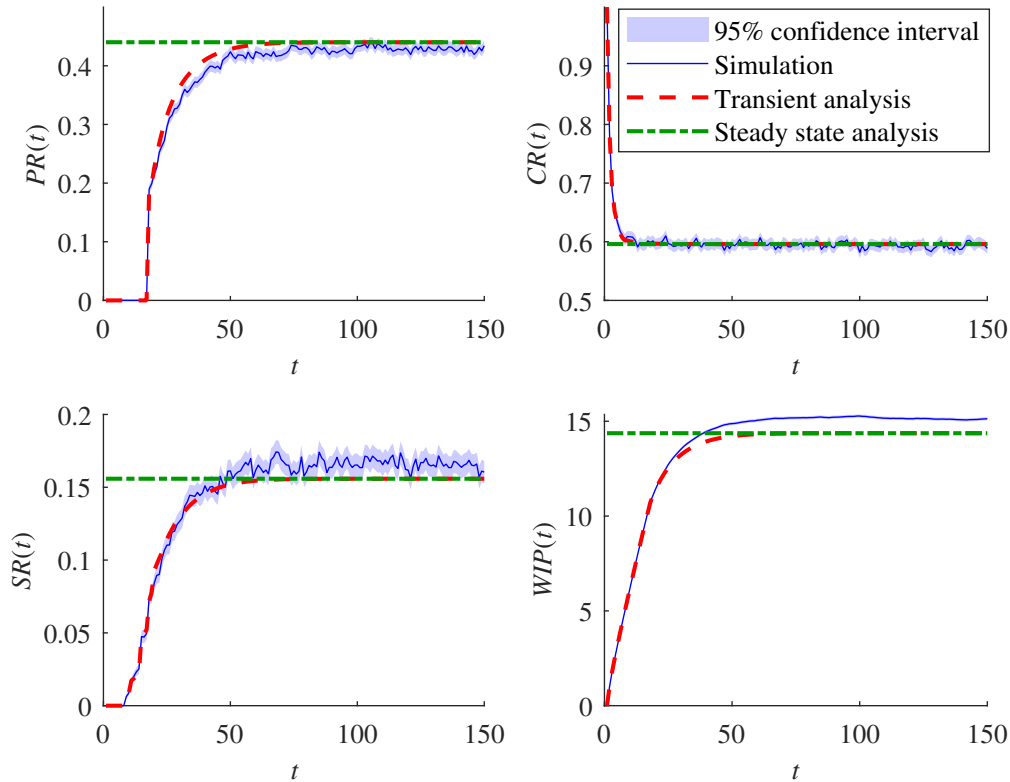 PR(t)
0.4
0.3
0.2
0.1
0
0
50
100
150
t
CR(t)
0.9
0.8
0.7
0.6
0.5
0
50
100
150
t
95% confidence interval
Simulation
Transient analysis
Steady state analysis
SR(t)
0.2
0.15
0.1
0.05
0
0
50
100
150
t
WIP(t)
15
10
5
0
0
50
100
150
t